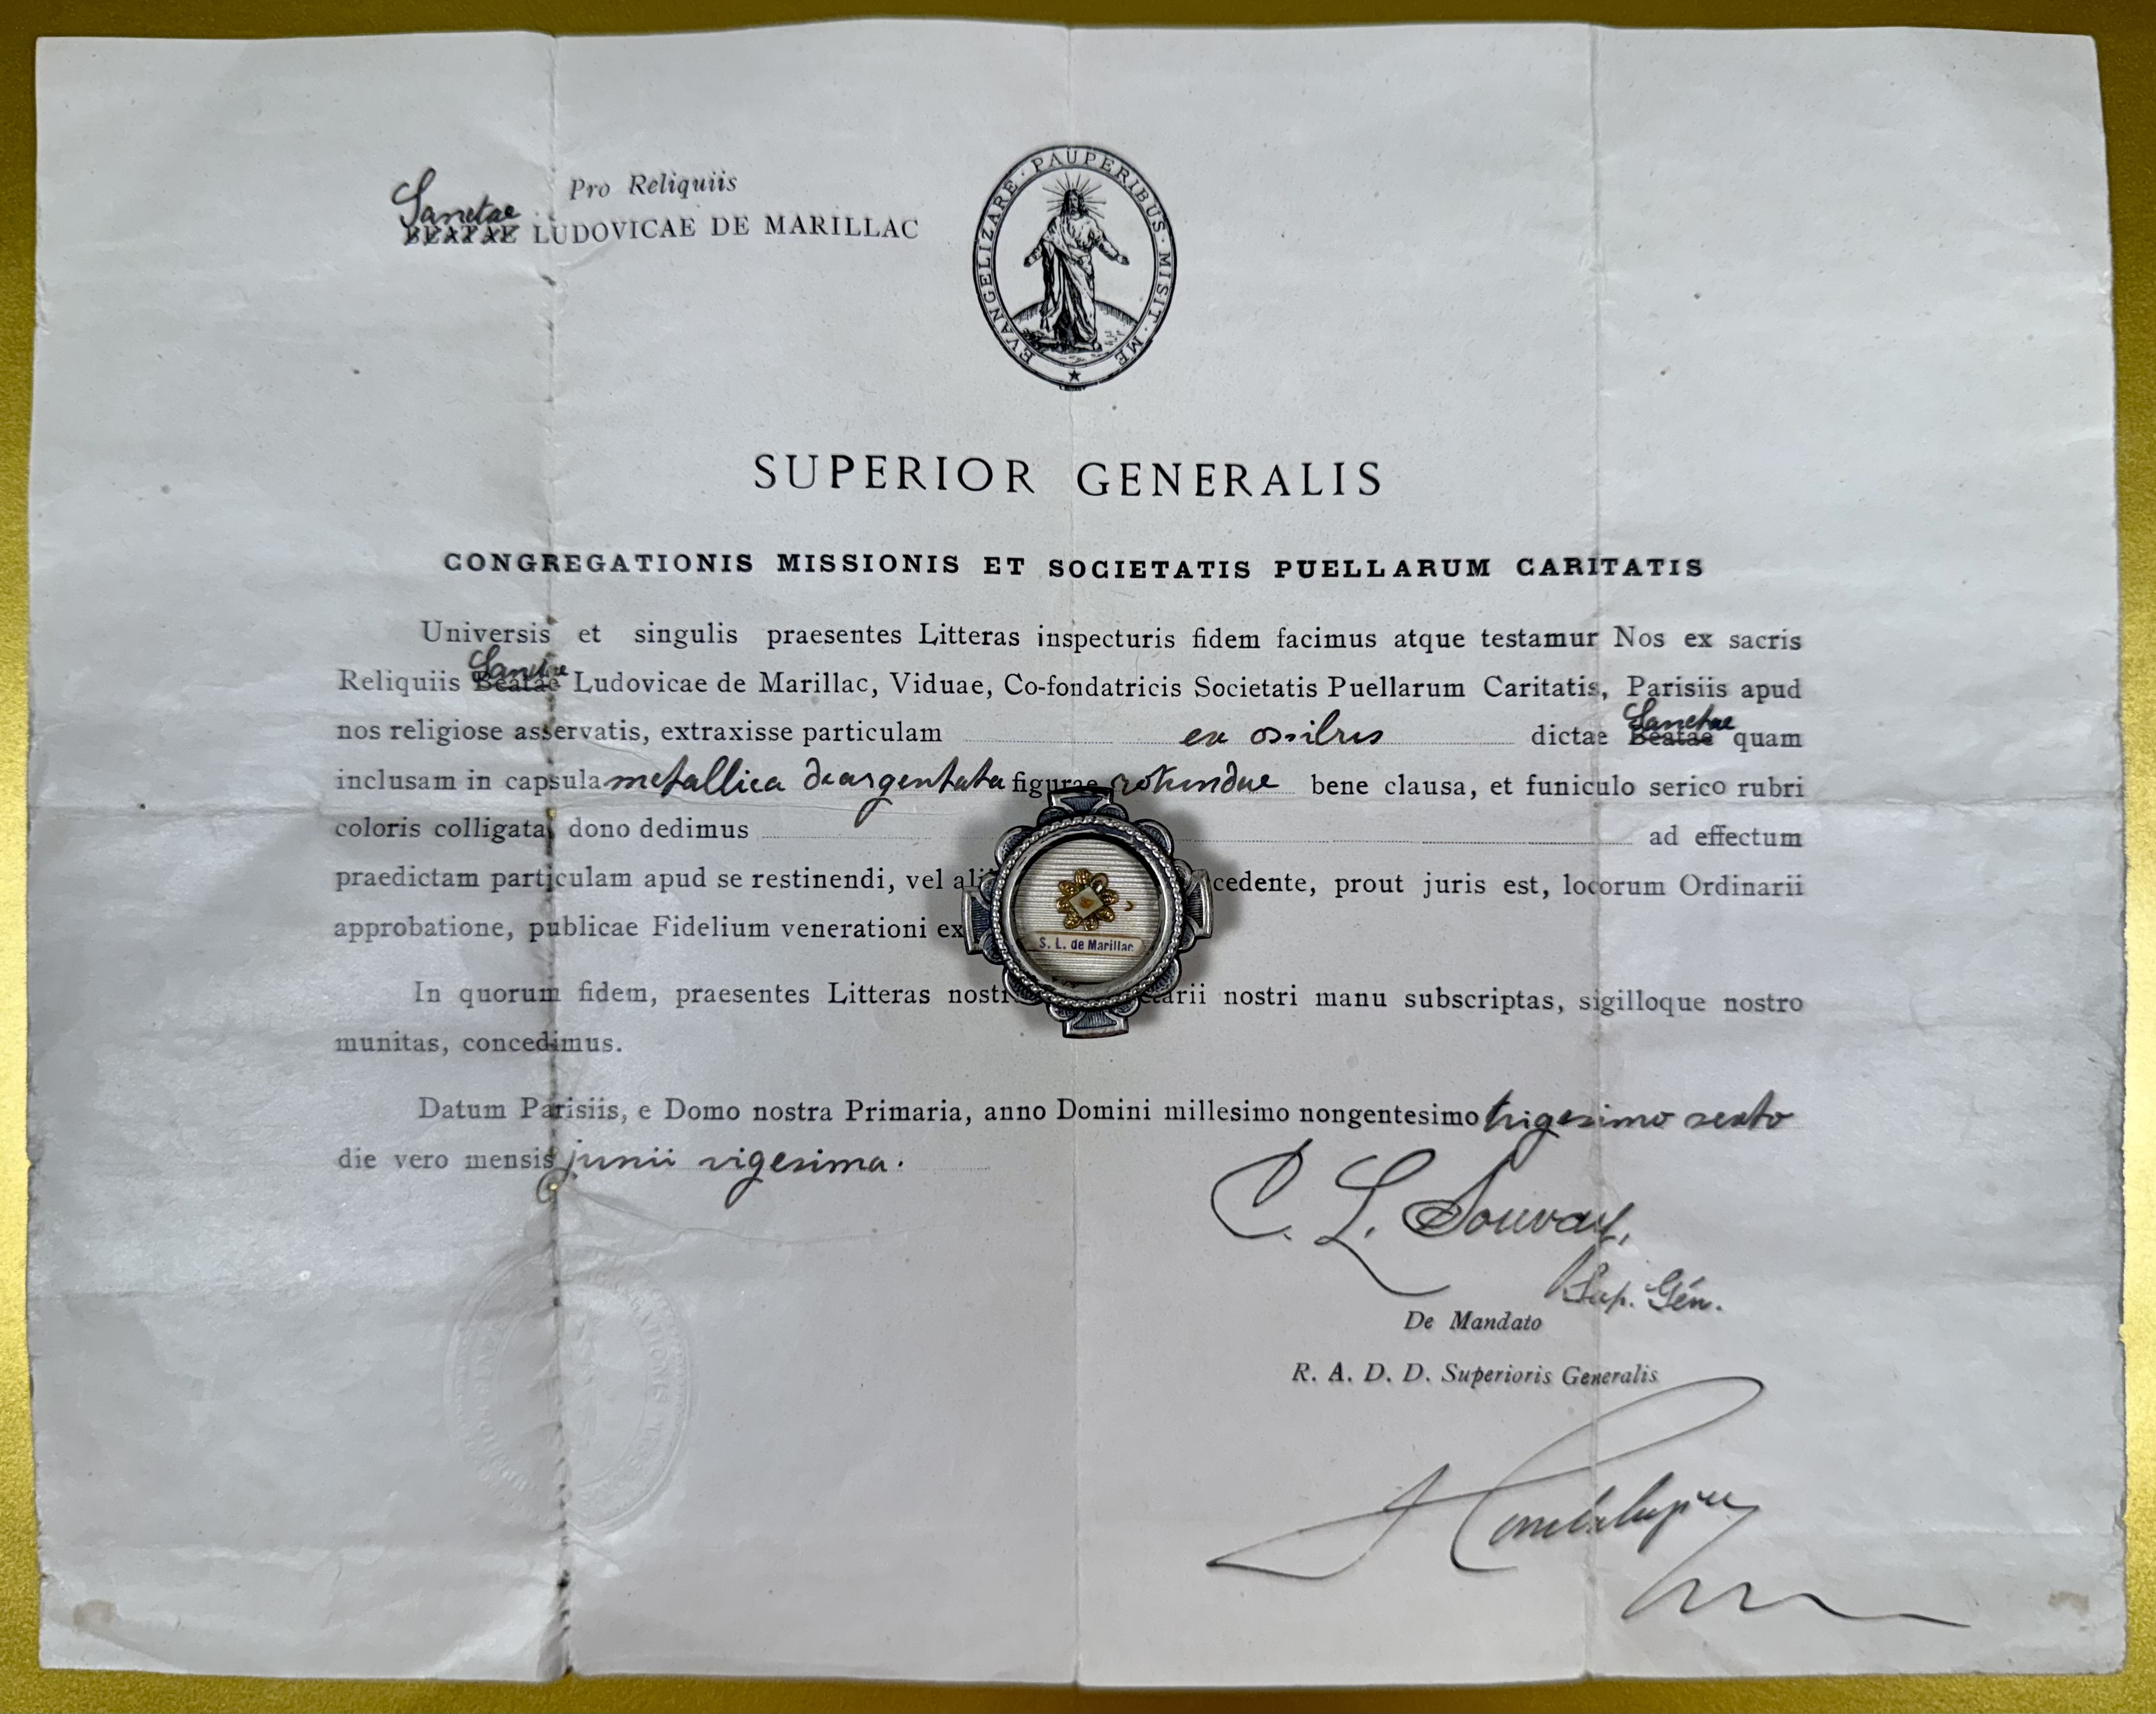 Pro Reliquiis
Sanctae
BEATAE LUDOVICAE DE MARILLAC
EVANGELIZARE · PAUPERIBUS · MISIT · ME
SUPERIOR GENERALIS
CONGREGATIONIS MISSIONIS ET SOCIETATIS PUELLARUM CARITATIS
Universis et singulis praesentes Litteras inspecturis fidem facimus atque testamur Nos ex sacris
Sanctae
Reliquiis Beatae Ludovicae de Marillac, Viduae, Co-fondatricis Societatis Puellarum Caritatis, Parisiis apud
Sanctae
nos religiose asservatis, extraxisse particulam ex ossibus dictae Beatae quam
inclusam in capsula metallica deargentata figurae rotundae bene clausa, et funiculo serico rubri
coloris colligata, dono dedimus ad effectum
praedictam particulam apud se restinendi, vel cedente, prout juris est, locorum Ordinarii
approbatione, publicae Fidelium venerationi ex
S. L. de Marillac
In quorum fidem, praesentes Litteras nostr arii nostri manu subscriptas, sigilloque nostro
munitas, concedimus.
Datum Parisiis, e Domo nostra Primaria, anno Domini millesimo nongentesimo trigesimo sexto
die vero mensis junii vigesima.
C. L. Souvay,
Sup. Gén.
De Mandato
R. A. D. D. Superioris Generalis